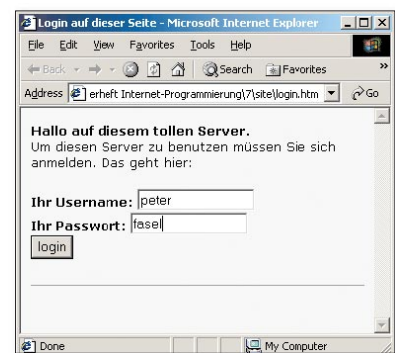 Login auf dieser Seite - Microsoft Internet Explorer
File Edit View Favorites Tools Help
Back Search Favorites »
Address erheft Internet-Programmierung\7\site\login.htm Go
Hallo auf diesem tollen Server.
Um diesen Server zu benutzen müssen Sie sich
anmelden. Das geht hier:
Ihr Username: peter
Ihr Passwort: fasel
login
Done My Computer